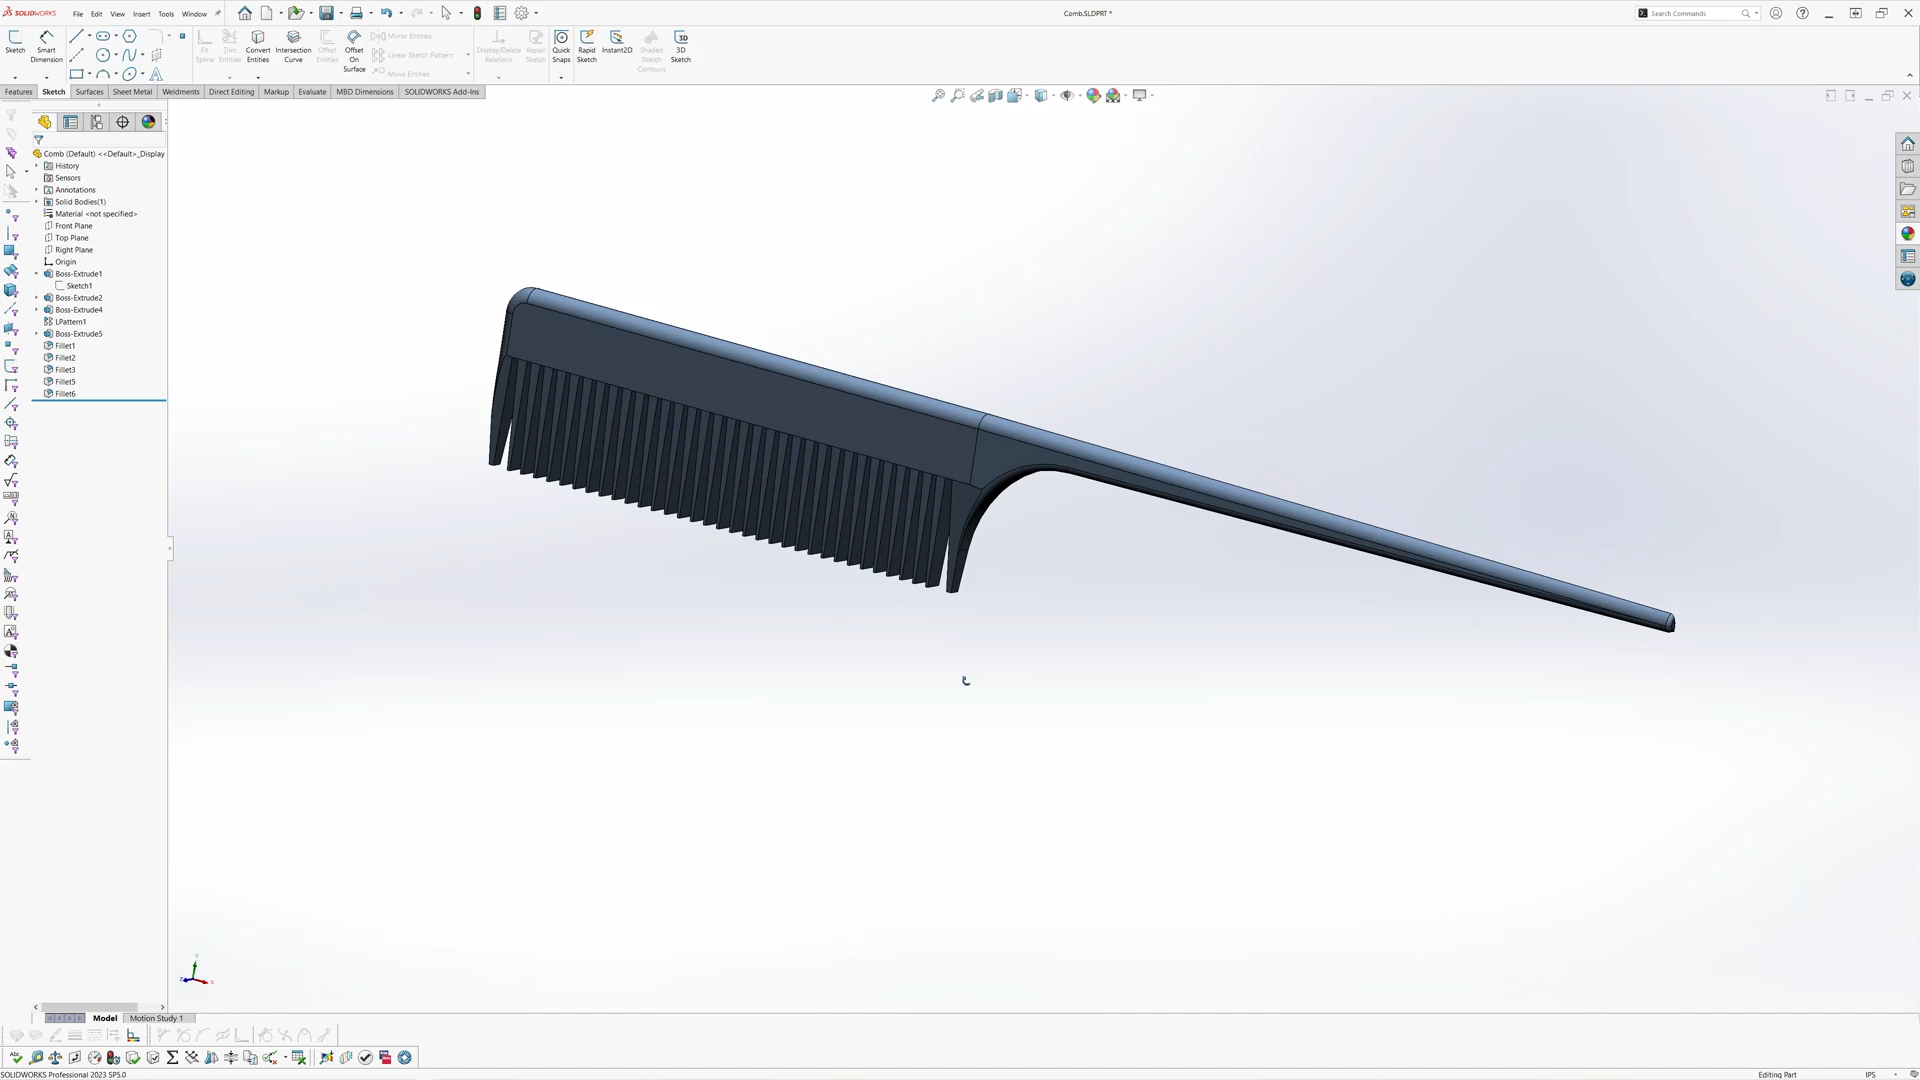 SOLIDWORKS File Edit View Insert Tools Window Comb.SLDPRT * Search Commands
Sketch Smart Dimension Fit Spline Trim Entities Convert Entities Intersection Curve Offset Entities Offset On Surface Mirror Entities Linear Sketch Pattern Move Entities Display/Delete Relations Repair Sketch Quick Snaps Rapid Sketch Instant2D Shaded Sketch Contours 3D Sketch
Features Sketch Surfaces Sheet Metal Weldments Direct Editing Markup Evaluate MBD Dimensions SOLIDWORKS Add-Ins
Comb (Default) <<Default>_Display
History
Sensors
Annotations
Solid Bodies(1)
Material <not specified>
Front Plane
Top Plane
Right Plane
Origin
Boss-Extrude1
Sketch1
Boss-Extrude2
Boss-Extrude4
LPattern1
Boss-Extrude5
Fillet1
Fillet2
Fillet3
Fillet5
Fillet6
Model Motion Study 1
SOLIDWORKS Professional 2023 SP5.0 Editing Part IPS